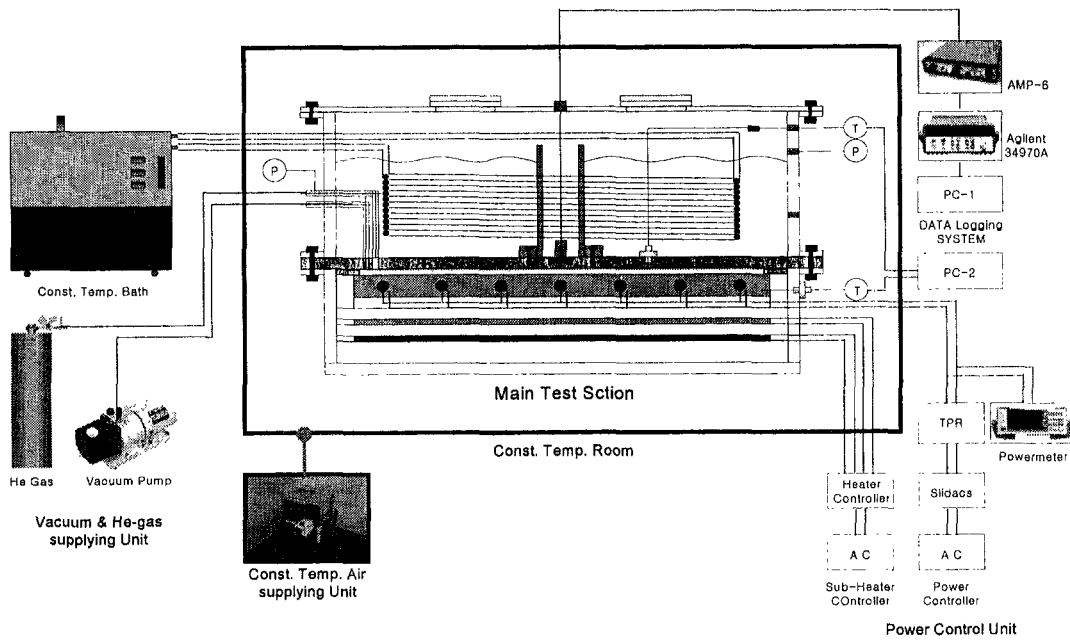 AMP-6
Agilent
34970A
T
P
P
PC-1
DATA Logging
SYSTEM
PC-2
T
Const. Temp. Bath
Main Test Sction
Const. Temp. Room
TPR
Powermeter
He Gas
Vacuum Pump
Heater
Controller
Slidacs
Vacuum & He-gas
supplying Unit
A C
A C
Const. Temp. Air
supplying Unit
Sub-Heater
COntroller
Power
Controller
Power Control Unit